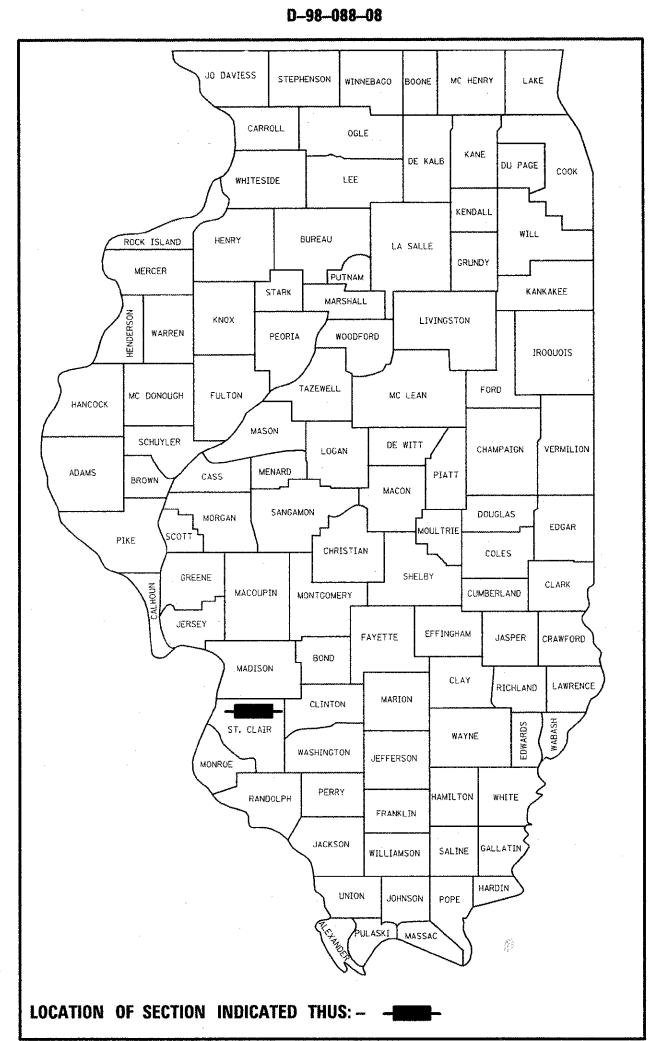 D-98-088-08
JO DAVIESS STEPHENSON WINNEBAGO BOONE MC HENRY LAKE
CARROLL OGLE
DE KALB KANE DU PAGE COOK
WHITESIDE LEE
KENDALL
ROCK ISLAND HENRY BUREAU LA SALLE WILL
MERCER GRUNDY
PUTNAM
STARK MARSHALL KANKAKEE
HENDERSON WARREN KNOX PEORIA WOODFORD LIVINGSTON
IROQUOIS
HANCOCK MC DONOUGH FULTON TAZEWELL MC LEAN FORD
MASON
SCHUYLER LOGAN DE WITT CHAMPAIGN VERMILION
ADAMS BROWN CASS MENARD PIATT
MACON
MORGAN SANGAMON DOUGLAS
PIKE SCOTT MOULTRIE EDGAR
CHRISTIAN COLES
GREENE SHELBY
CALHOUN MACOUPIN MONTGOMERY CUMBERLAND CLARK
JERSEY FAYETTE EFFINGHAM JASPER CRAWFORD
MADISON BOND
CLAY RICHLAND LAWRENCE
CLINTON MARION
ST. CLAIR WAYNE EDWARDS WABASH
WASHINGTON JEFFERSON
MONROE
RANDOLPH PERRY HAMILTON WHITE
FRANKLIN
JACKSON WILLIAMSON SALINE GALLATIN
UNION JOHNSON POPE HARDIN
ALEXANDER PULASKI MASSAC
LOCATION OF SECTION INDICATED THUS: –